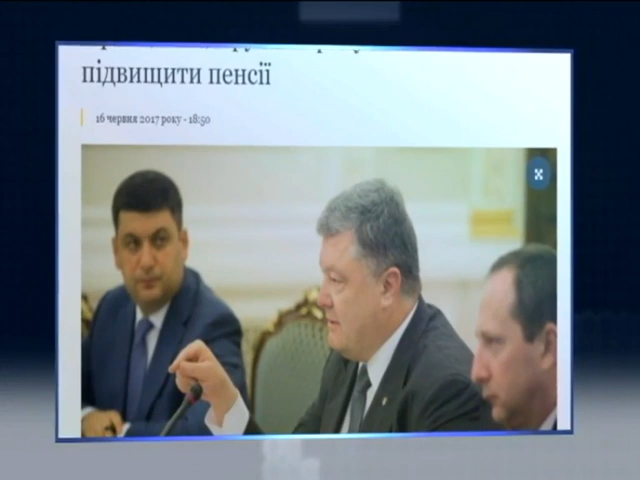 підвищити пенсії
16 червня 2017 року - 18:50